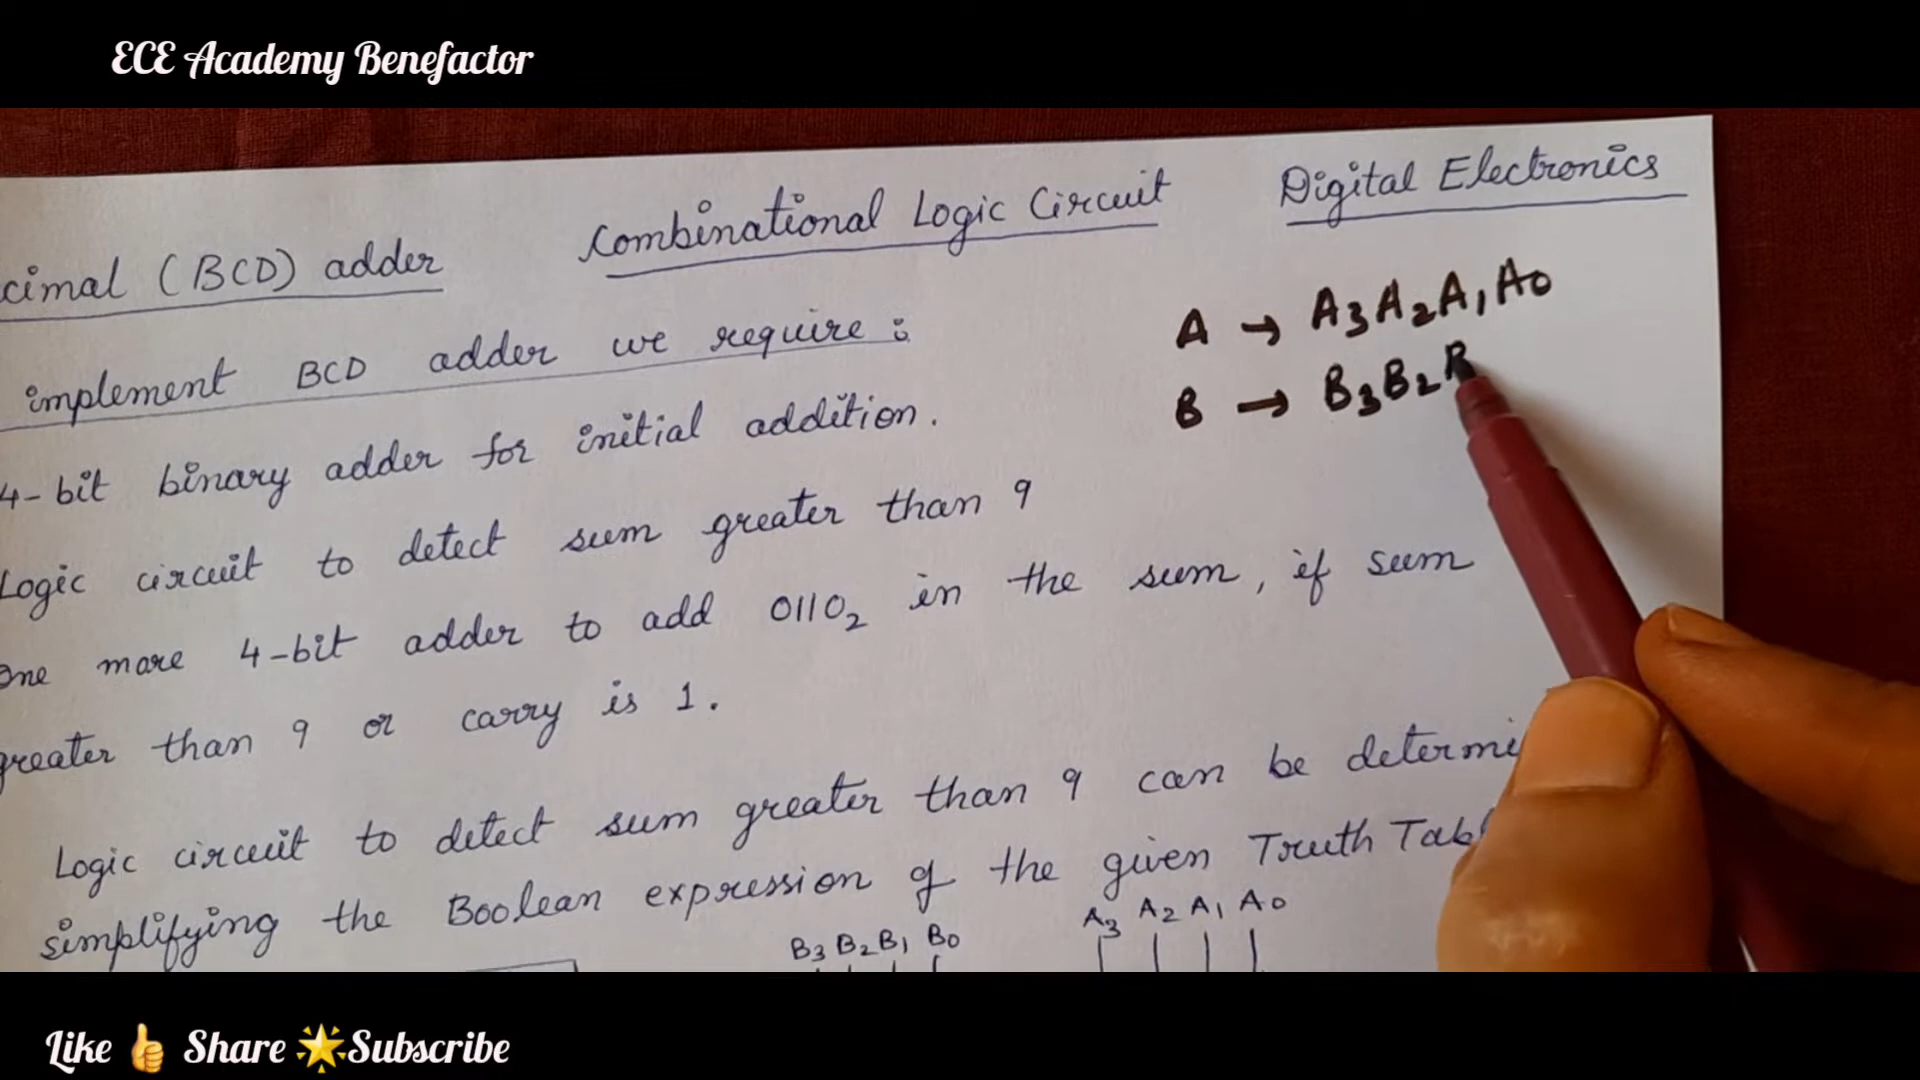 ECE Academy Benefactor
Combinational Logic Circuit Digital Electronics
cimal (BCD) adder
implement BCD adder we require :
A → A3A2A1A0
B → B3B2B
4-bit binary adder for initial addition.
Logic circuit to detect sum greater than 9
One more 4-bit adder to add 0110₂ in the sum, if sum
greater than 9 or carry is 1.
Logic circuit to detect sum greater than 9 can be determi
simplifying the Boolean expression of the given Truth Tabl
B3 B2 B1 B0 A3 A2 A1 A0
Like 👍 Share 🌟Subscribe